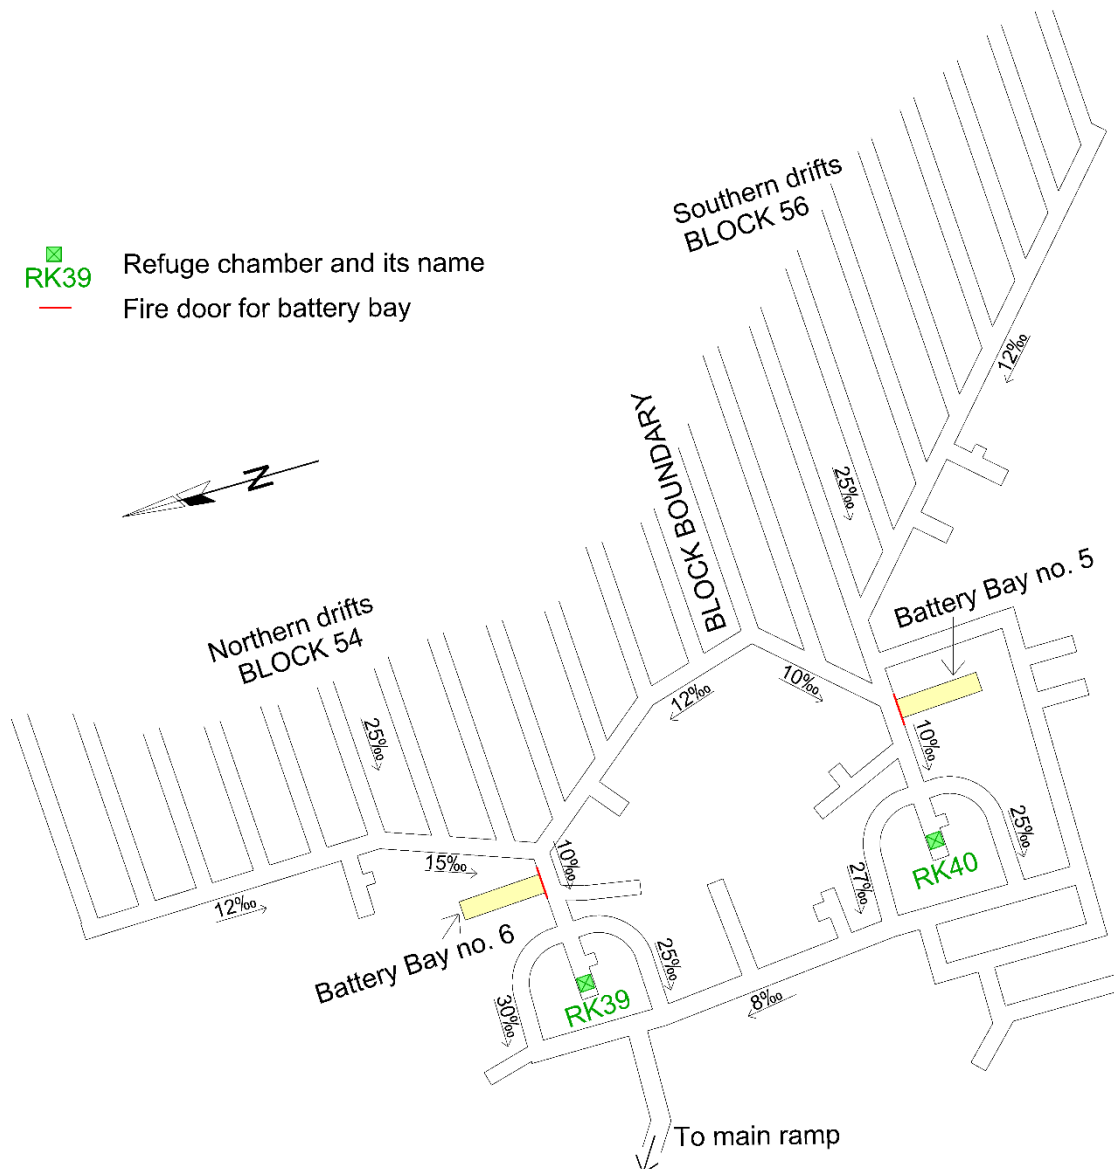 Southern drifts
BLOCK 56
RK39
Refuge chamber and its name
Fire door for battery bay
12‰
BLOCK BOUNDARY
N
25‰
Battery Bay no. 5
Northern drifts
BLOCK 54
10‰
12‰
25‰
10‰
25‰
15‰
10‰
27‰
RK40
12‰
Battery Bay no. 6
25‰
30‰
RK39
8‰
To main ramp